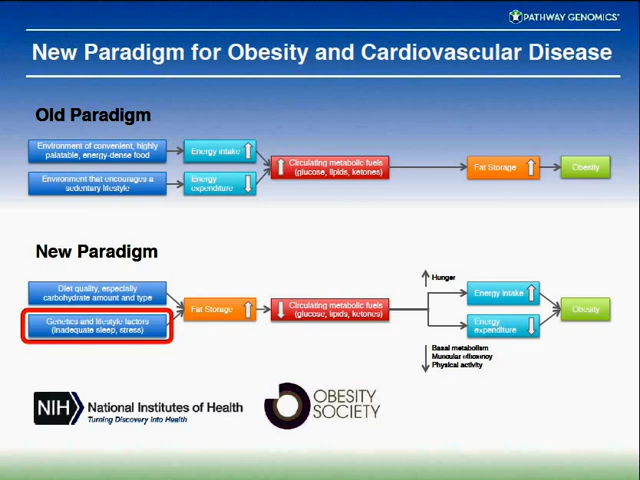 PATHWAY GENOMICS
New Paradigm for Obesity and Cardiovascular Disease
Old Paradigm
Environment of convenient, highly
palatable, energy-dense food
Energy intake
Environment that encourages a
sedentary lifestyle
Energy
expenditure
Circulating metabolic fuels
(glucose, lipids, ketones)
Fat Storage
Obesity
New Paradigm
Diet quality, especially
carbohydrate amount and type
Genetics and lifestyle factors
(inadequate sleep, stress)
Fat Storage
Circulating metabolic fuels
(glucose, lipids, ketones)
Hunger
Energy intake
Energy
expenditure
Basal metabolism
Muscular efficiency
Physical activity
Obesity
NIH
National Institutes of Health
Turning Discovery Into Health
OBESITY
SOCIETY